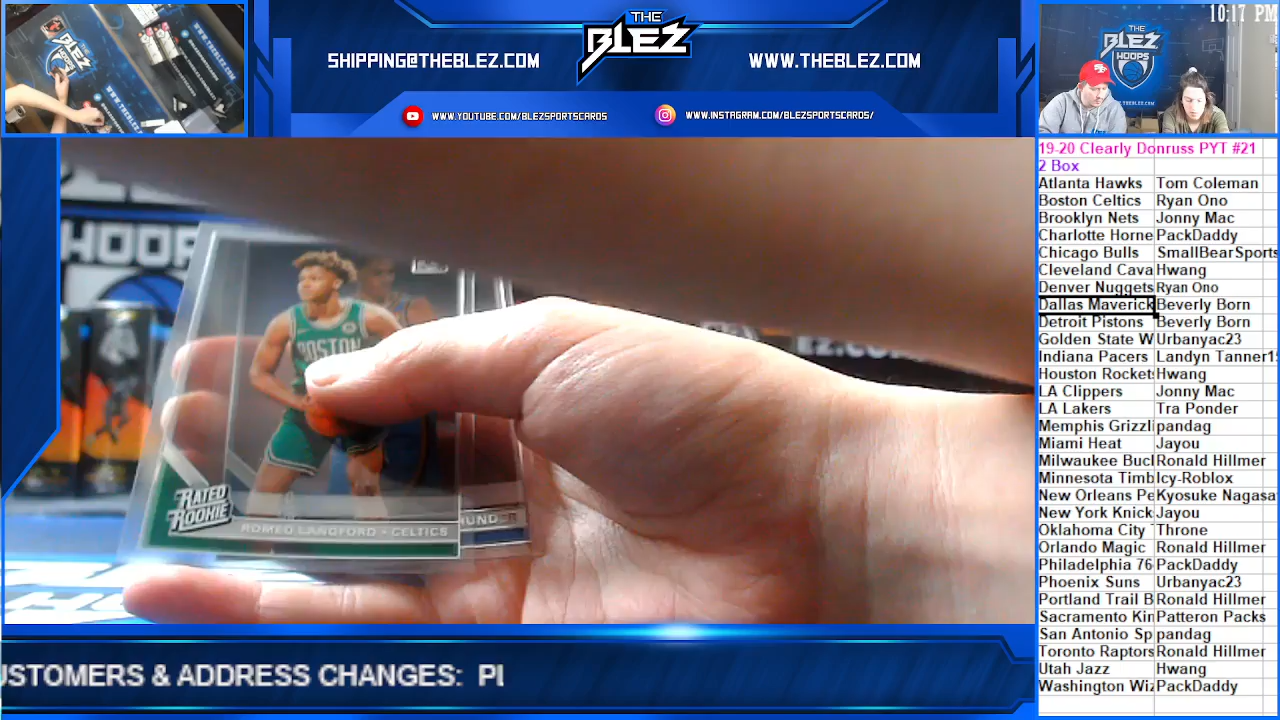 THE
BLEZ
SHIPPING@THEBLEZ.COM
WWW.THEBLEZ.COM
WWW.YOUTUBE.COM/BLEZSPORTSCARDS
WWW.INSTAGRAM.COM/BLEZSPORTSCARDS/
10:17 PM
THE
BLEZ
HOOPS
19-20 Clearly Donruss PYT #21
2 Box
Atlanta Hawks Tom Coleman
Boston Celtics Ryan Ono
Brooklyn Nets Jonny Mac
Charlotte Horne PackDaddy
Chicago Bulls SmallBearSports
Cleveland Cava Hwang
Denver Nuggets Ryan Ono
Dallas Maverick Beverly Born
Detroit Pistons Beverly Born
Golden State W Urbanyac23
Indiana Pacers Landyn Tanner1
Houston Rocket Hwang
LA Clippers Jonny Mac
LA Lakers Tra Ponder
Memphis Grizzl pandag
Miami Heat Jayou
Milwaukee Buc Ronald Hillmer
Minnesota Timb Icy-Roblox
New Orleans Pe Kyosuke Nagasa
New York Knick Jayou
Oklahoma City Throne
Orlando Magic Ronald Hillmer
Philadelphia 76 PackDaddy
Phoenix Suns Urbanyac23
Portland Trail B Ronald Hillmer
Sacramento Kin Patteron Packs
San Antonio Sp pandag
Toronto Raptors Ronald Hillmer
Utah Jazz Hwang
Washington Wiz PackDaddy
HOOP
BOSTON
RATED
ROOKIE
ROMEO LANGFORD • CELTICS
UNDER
EZ.CO
USTOMERS & ADDRESS CHANGES: Pl